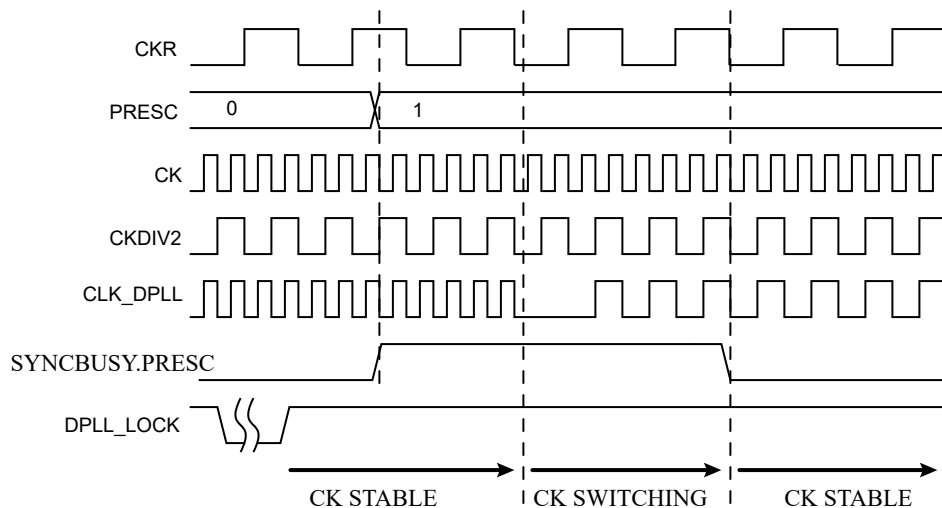 CKR
PRESC
0
1
CK
CKDIV2
CLK_DPLL
SYNCBUSY.PRESC
DPLL_LOCK
CK STABLE
CK SWITCHING
CK STABLE